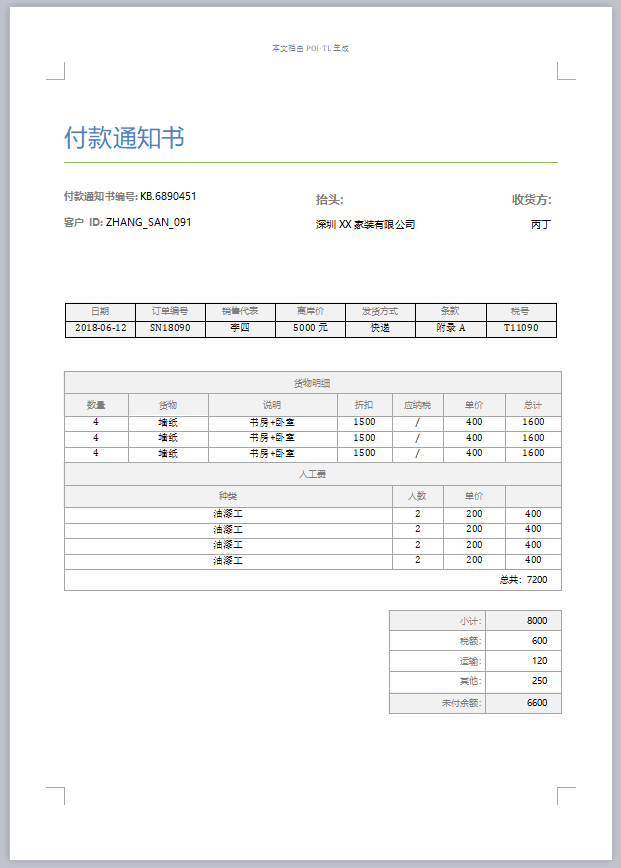 本文档由 POI-TL 生成
付款通知书
付款通知书编号: KB.6890451 抬头: 收货方:
客户 ID: ZHANG_SAN_091 深圳 XX 家装有限公司 丙丁
日期 订单编号 销售代表 离岸价 发货方式 条款 税号
2018-06-12 SN18090 李四 5000 元 快递 附录 A T11090
货物明细
数量 货物 说明 折扣 应纳税 单价 总计
4 墙纸 书房+卧室 1500 / 400 1600
4 墙纸 书房+卧室 1500 / 400 1600
4 墙纸 书房+卧室 1500 / 400 1600
人工费
种类 人数 单价
油漆工 2 200 400
油漆工 2 200 400
油漆工 2 200 400
油漆工 2 200 400
总共: 7200
小计: 8000
税额: 600
运输: 120
其他: 250
未付余额: 6600